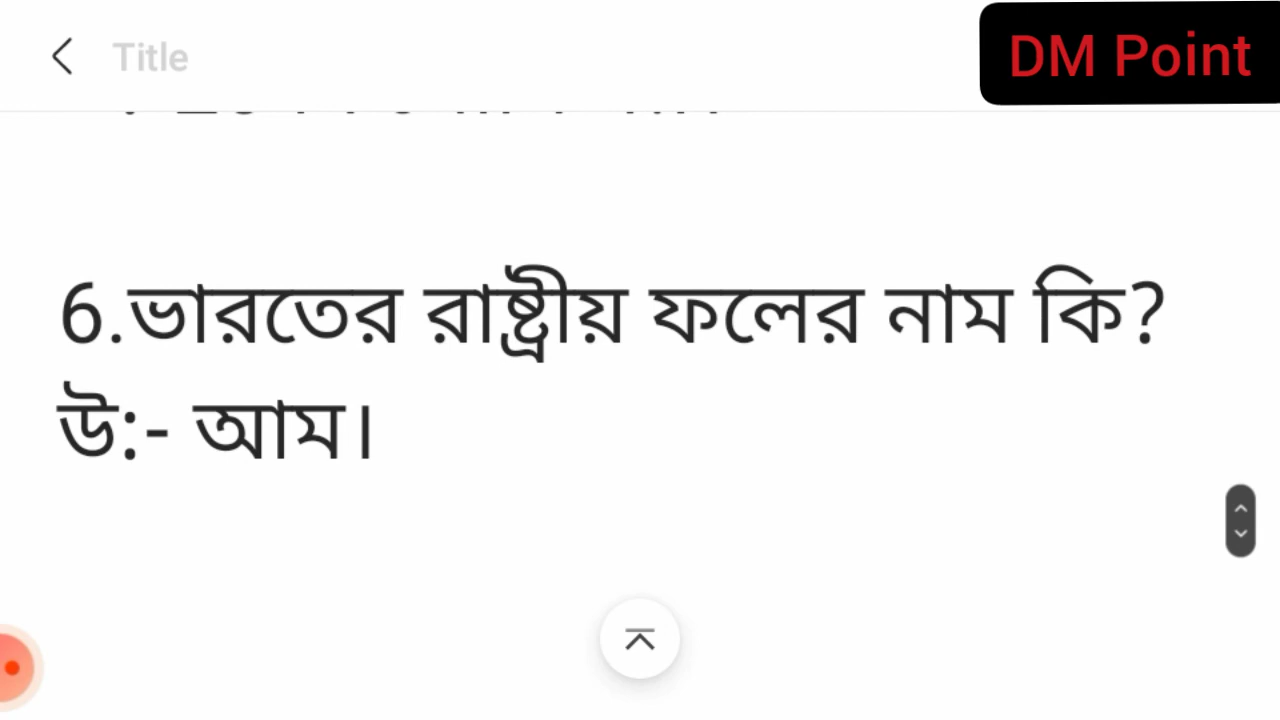 Title
DM Point
6.ভারতের রাষ্ট্রীয় ফলের নাম কি?
উ:- আম।